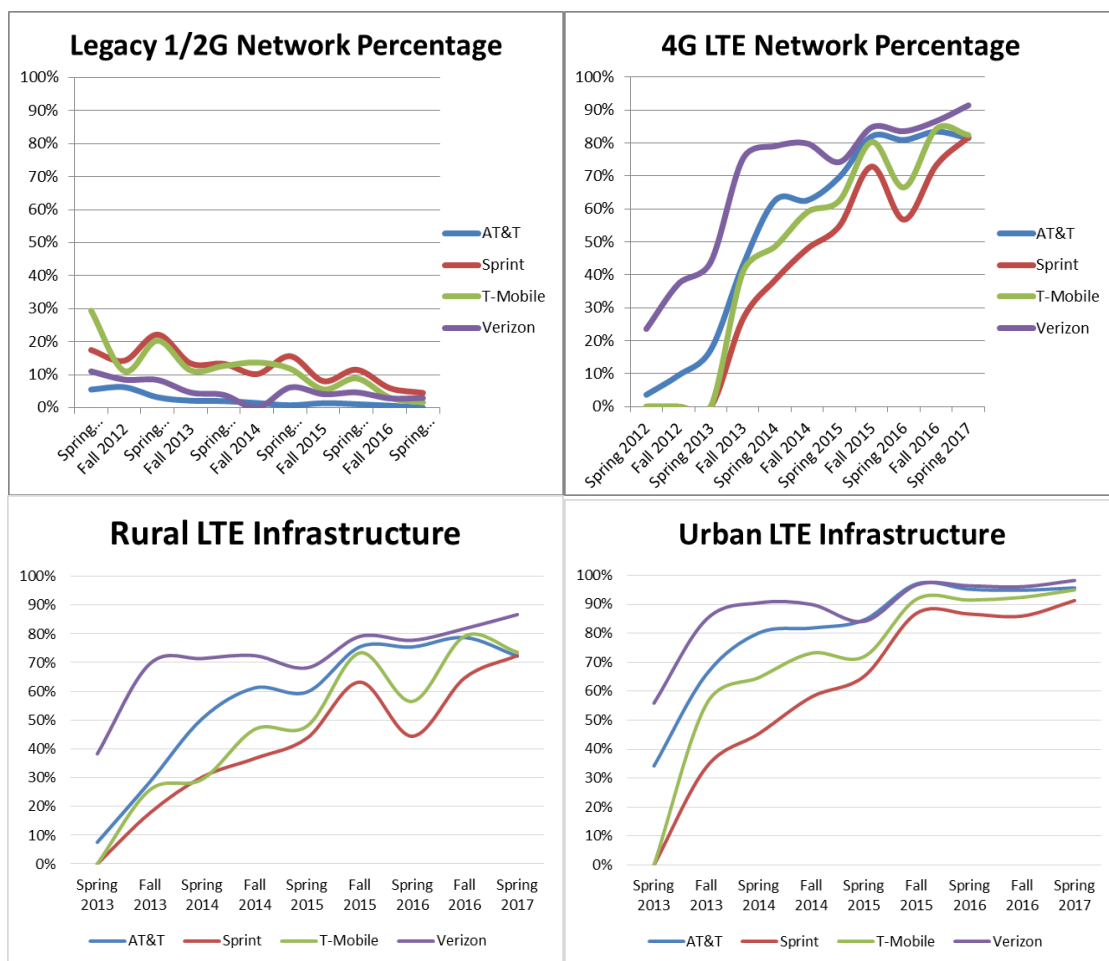 Legacy 1/2G Network Percentage
100%
90%
80%
70%
60%
50%
40%
30%
20%
10%
0%
AT&T
Sprint
T-Mobile
Verizon
Spring...
Fall 2012
Spring...
Fall 2013
Spring...
Fall 2014
Spring...
Fall 2015
Spring...
Fall 2016
Spring...
4G LTE Network Percentage
100%
90%
80%
70%
60%
50%
40%
30%
20%
10%
0%
AT&T
Sprint
T-Mobile
Verizon
Spring 2012
Fall 2012
Spring 2013
Fall 2013
Spring 2014
Fall 2014
Spring 2015
Fall 2015
Spring 2016
Fall 2016
Spring 2017
Rural LTE Infrastructure
100%
90%
80%
70%
60%
50%
40%
30%
20%
10%
0%
Spring Fall Spring Fall Spring Fall Spring Fall Spring
2013 2013 2014 2014 2015 2015 2016 2016 2017
AT&T Sprint T-Mobile Verizon
Urban LTE Infrastructure
100%
90%
80%
70%
60%
50%
40%
30%
20%
10%
0%
Spring Fall Spring Fall Spring Fall Spring Fall Spring
2013 2013 2014 2014 2015 2015 2016 2016 2017
AT&T Sprint T-Mobile Verizon